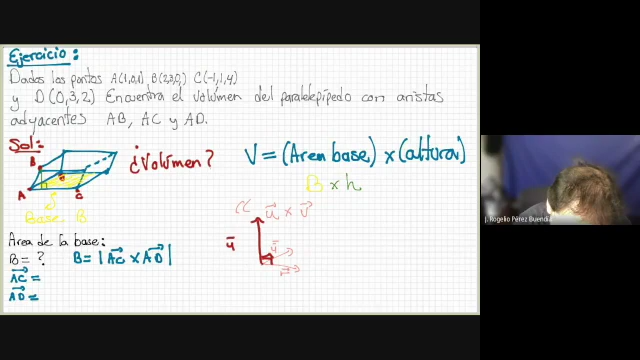 Ejercicio:
Dados los puntos A(1,0,1) B(2,3,0) C(-1,1,4)
y D(0,3,2) Encuentra el volúmen del paralelepípedo con aristas
adyacentes AB, AC y AD.
Sol:
¿Volúmen?
V = (Area base) x (altura)
B x h
B
A
C
Base B
u x v
Area de la base:
B = ? B = |AC x AD|
AC =
AD =
J. Rogelio Pérez Buendía